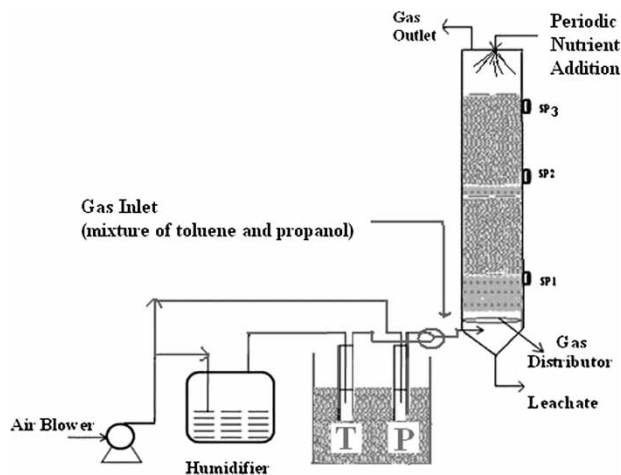 Gas
Outlet
Periodic
Nutrient
Addition
SP3
SP2
Gas Inlet
(mixture of toluene and propanol)
SP1
Gas
Distributor
Leachate
T P
Air Blower
Humidifier